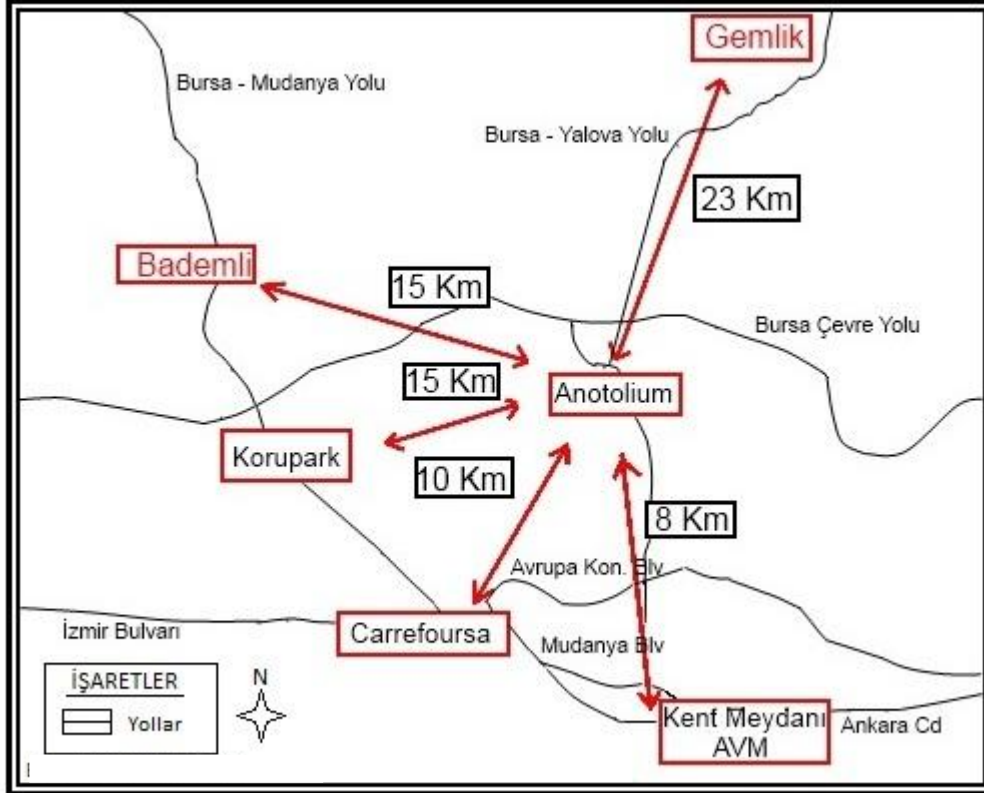 Gemlik
Bursa - Mudanya Yolu
Bursa - Yalova Yolu
23 Km
Bademli
15 Km
Bursa Çevre Yolu
15 Km
Anotolium
Korupark
10 Km
8 Km
Avrupa Kon. Blv
İzmir Bulvarı
Carrefoursa
Mudanya Blv
İŞARETLER
Yollar
N
Kent Meydanı
AVM
Ankara Cd